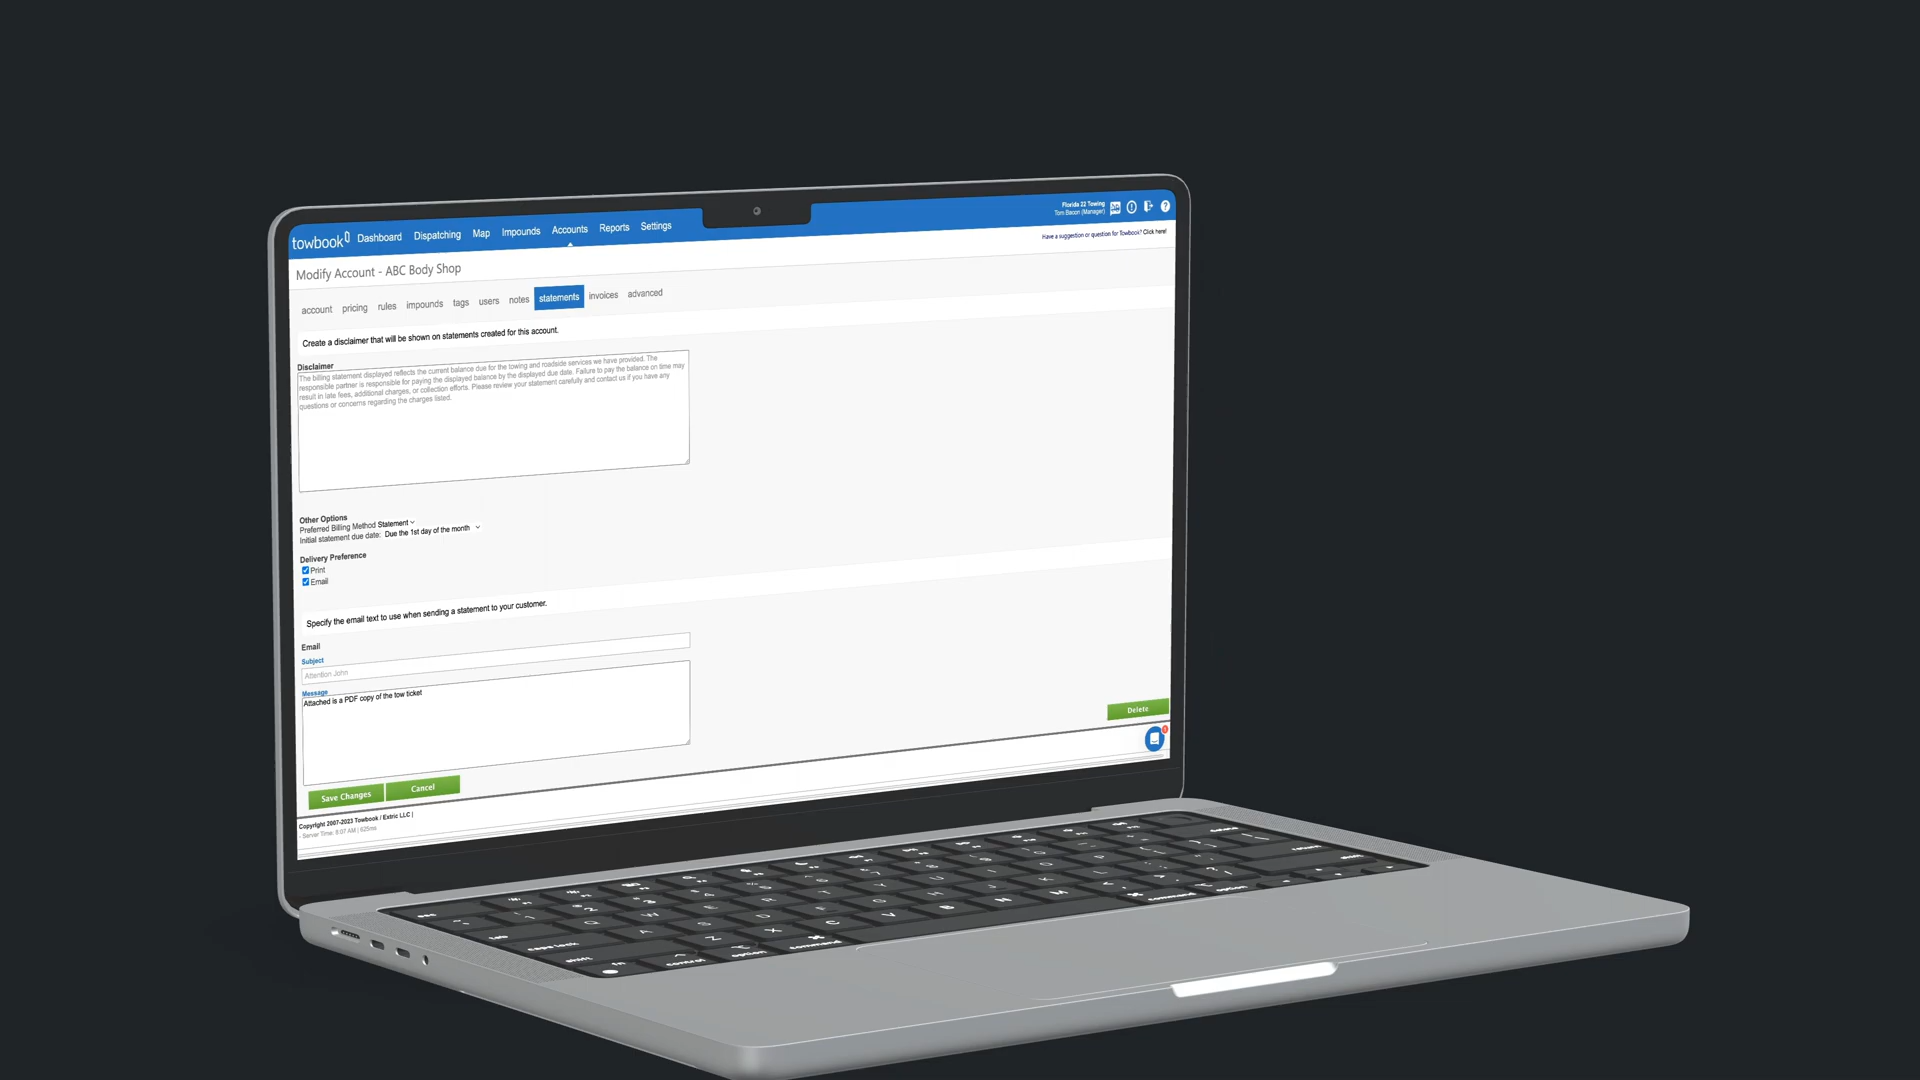 towbook
Dashboard Dispatching Map Impounds Accounts Reports Settings
Florida 22 Towing
Tom Bacon (Manager)
Have a suggestion or question for Towbook? Click here!
Modify Account - ABC Body Shop
account pricing rules impounds tags users notes statements invoices advanced
Create a disclaimer that will be shown on statements created for this account.
Disclaimer
The billing statement displayed reflects the current balance due for the towing and roadside services we have provided. The
responsible partner is responsible for paying the displayed balance by the displayed due date. Failure to pay the balance on time may
result in late fees, additional charges, or collection efforts. Please review your statement carefully and contact us if you have any
questions or concerns regarding the charges listed.
Other Options
Preferred Billing Method Statement
Initial statement due date: Due the 1st day of the month
Delivery Preference
Print
Email
Specify the email text to use when sending a statement to your customer.
Email
Subject
Attention John
Message
Attached is a PDF copy of the tow ticket
Delete
Save Changes Cancel
Copyright 2007-2023 Towbook / Extric LLC |
- Server Time: 8:07 AM | 625ms